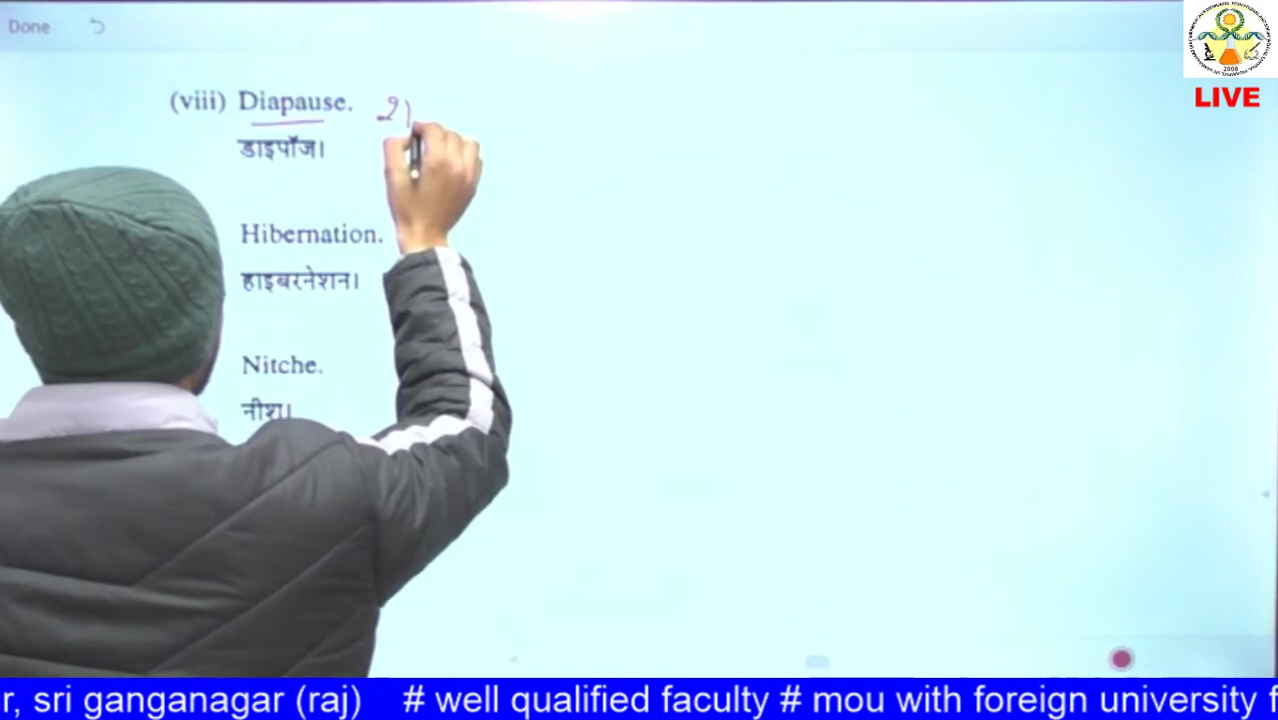 Done
(viii) Diapause.
डाइपॉज।
Hibernation.
हाइबरनेशन।
Nitche.
नीश।
2008
LIVE
r, sri ganganagar (raj) # well qualified faculty # mou with foreign university f